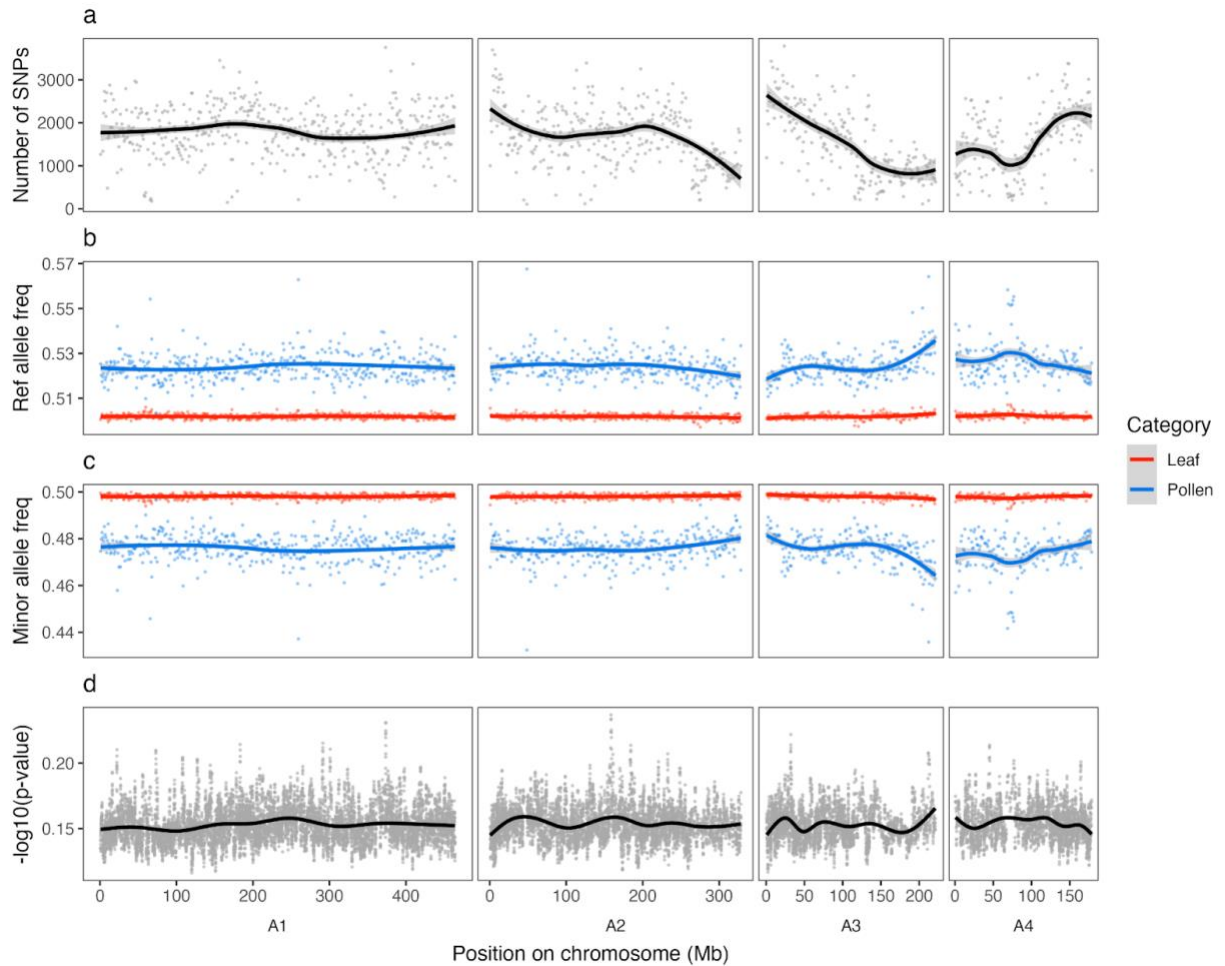 a
Number of SNPs
3000
2000
1000
0
b
Ref allele freq
0.57
0.55
0.53
0.51
c
Minor allele freq
0.50
0.48
0.46
0.44
Category
Leaf
Pollen
d
-log10(p-value)
0.20
0.15
0 100 200 300 400 0 100 200 300 0 50 100 150 200 0 50 100 150
A1 A2 A3 A4
Position on chromosome (Mb)